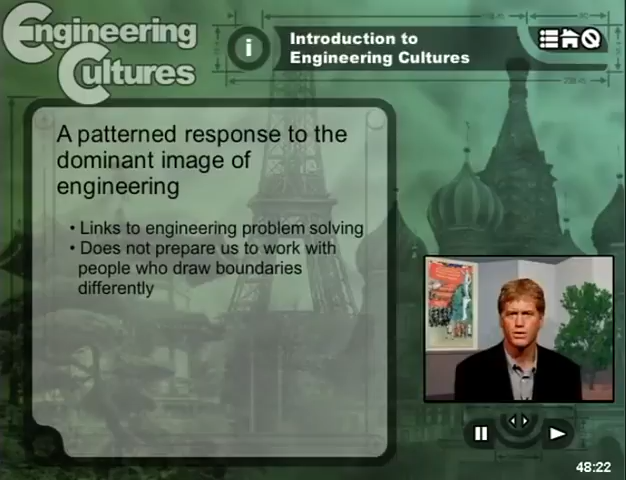 Engineering
Cultures
i
Introduction to
Engineering Cultures
A patterned response to the
dominant image of
engineering
• Links to engineering problem solving
• Does not prepare us to work with
people who draw boundaries
differently
48:22